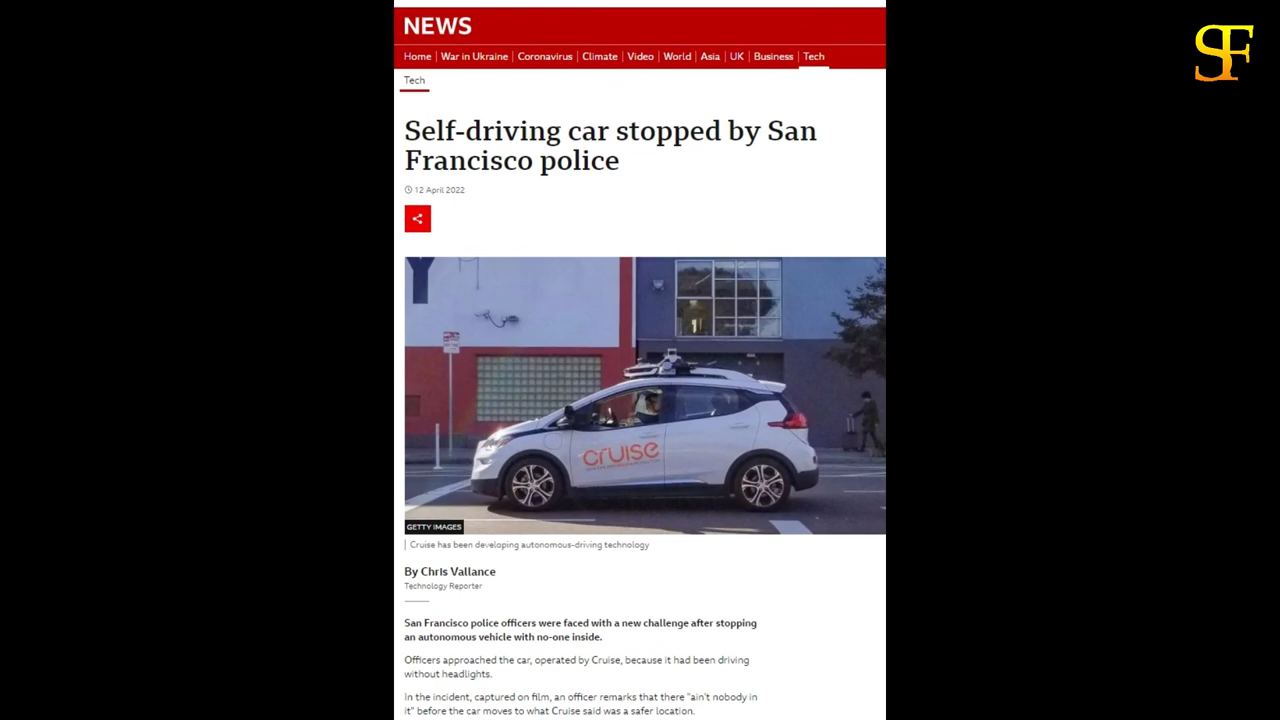 SF
NEWS
Home War in Ukraine Coronavirus Climate Video World Asia UK Business Tech
Tech
Self-driving car stopped by San
Francisco police
12 April 2022
cruise
GETTY IMAGES
Cruise has been developing autonomous-driving technology
By Chris Vallance
Technology Reporter
San Francisco police officers were faced with a new challenge after stopping
an autonomous vehicle with no-one inside.
Officers approached the car, operated by Cruise, because it had been driving
without headlights.
In the incident, captured on film, an officer remarks that there "ain't nobody in
it" before the car moves to what Cruise said was a safer location.